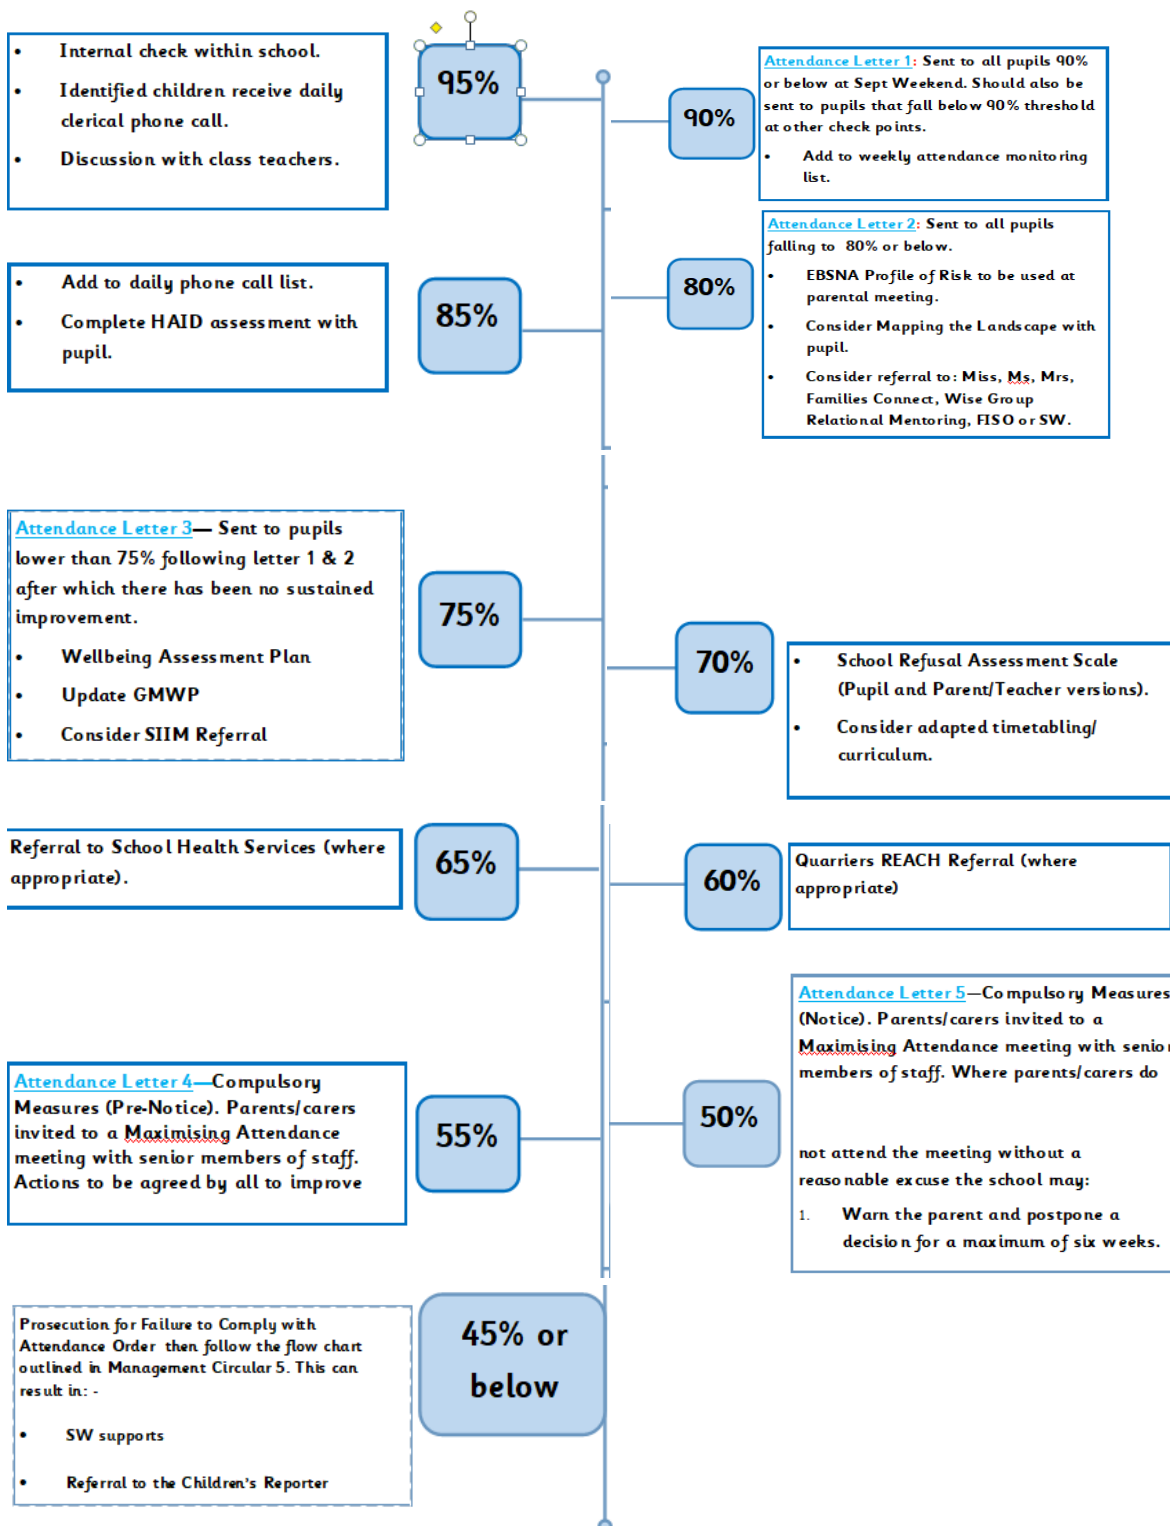 • Internal check within school.
• Identified children receive daily
clerical phone call.
• Discussion with class teachers.
95%
90%
Attendance Letter 1: Sent to all pupils 90%
or below at Sept Weekend. Should also be
sent to pupils that fall below 90% threshold
at other check points.
• Add to weekly attendance monitoring
list.
• Add to daily phone call list.
• Complete HAID assessment with
pupil.
85%
80%
Attendance Letter 2: Sent to all pupils
falling to 80% or below.
• EBSNA Profile of Risk to be used at
parental meeting.
• Consider Mapping the Landscape with
pupil.
• Consider referral to: Miss, Ms, Mrs,
Families Connect, Wise Group
Relational Mentoring, FISO or SW.
Attendance Letter 3— Sent to pupils
lower than 75% following letter 1 & 2
after which there has been no sustained
improvement.
• Wellbeing Assessment Plan
• Update GMWP
• Consider SIIM Referral
75%
70%
• School Refusal Assessment Scale
(Pupil and Parent/Teacher versions).
• Consider adapted timetabling/
curriculum.
Referral to School Health Services (where
appropriate).
65%
60%
Quarriers REACH Referral (where
appropriate)
Attendance Letter 4—Compulsory
Measures (Pre-Notice). Parents/carers
invited to a Maximising Attendance
meeting with senior members of staff.
Actions to be agreed by all to improve
55%
50%
Attendance Letter 5—Compulsory Measures
(Notice). Parents/carers invited to a
Maximising Attendance meeting with senior
members of staff. Where parents/carers do
not attend the meeting without a
reasonable excuse the school may:
1. Warn the parent and postpone a
decision for a maximum of six weeks.
Prosecution for Failure to Comply with
Attendance Order then follow the flow chart
outlined in Management Circular 5. This can
result in: -
• SW supports
• Referral to the Children's Reporter
45% or
below